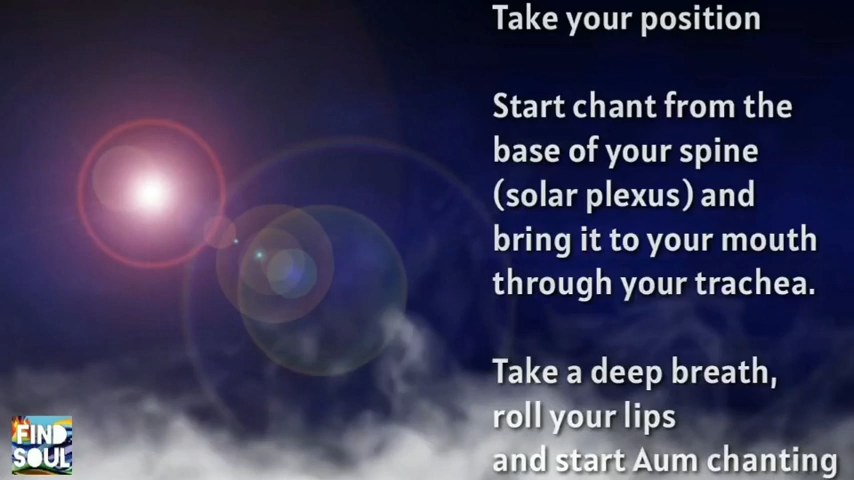 Take your position
Start chant from the
base of your spine
(solar plexus) and
bring it to your mouth
through your trachea.
Take a deep breath,
roll your lips
and start Aum chanting
FIND
SOUL